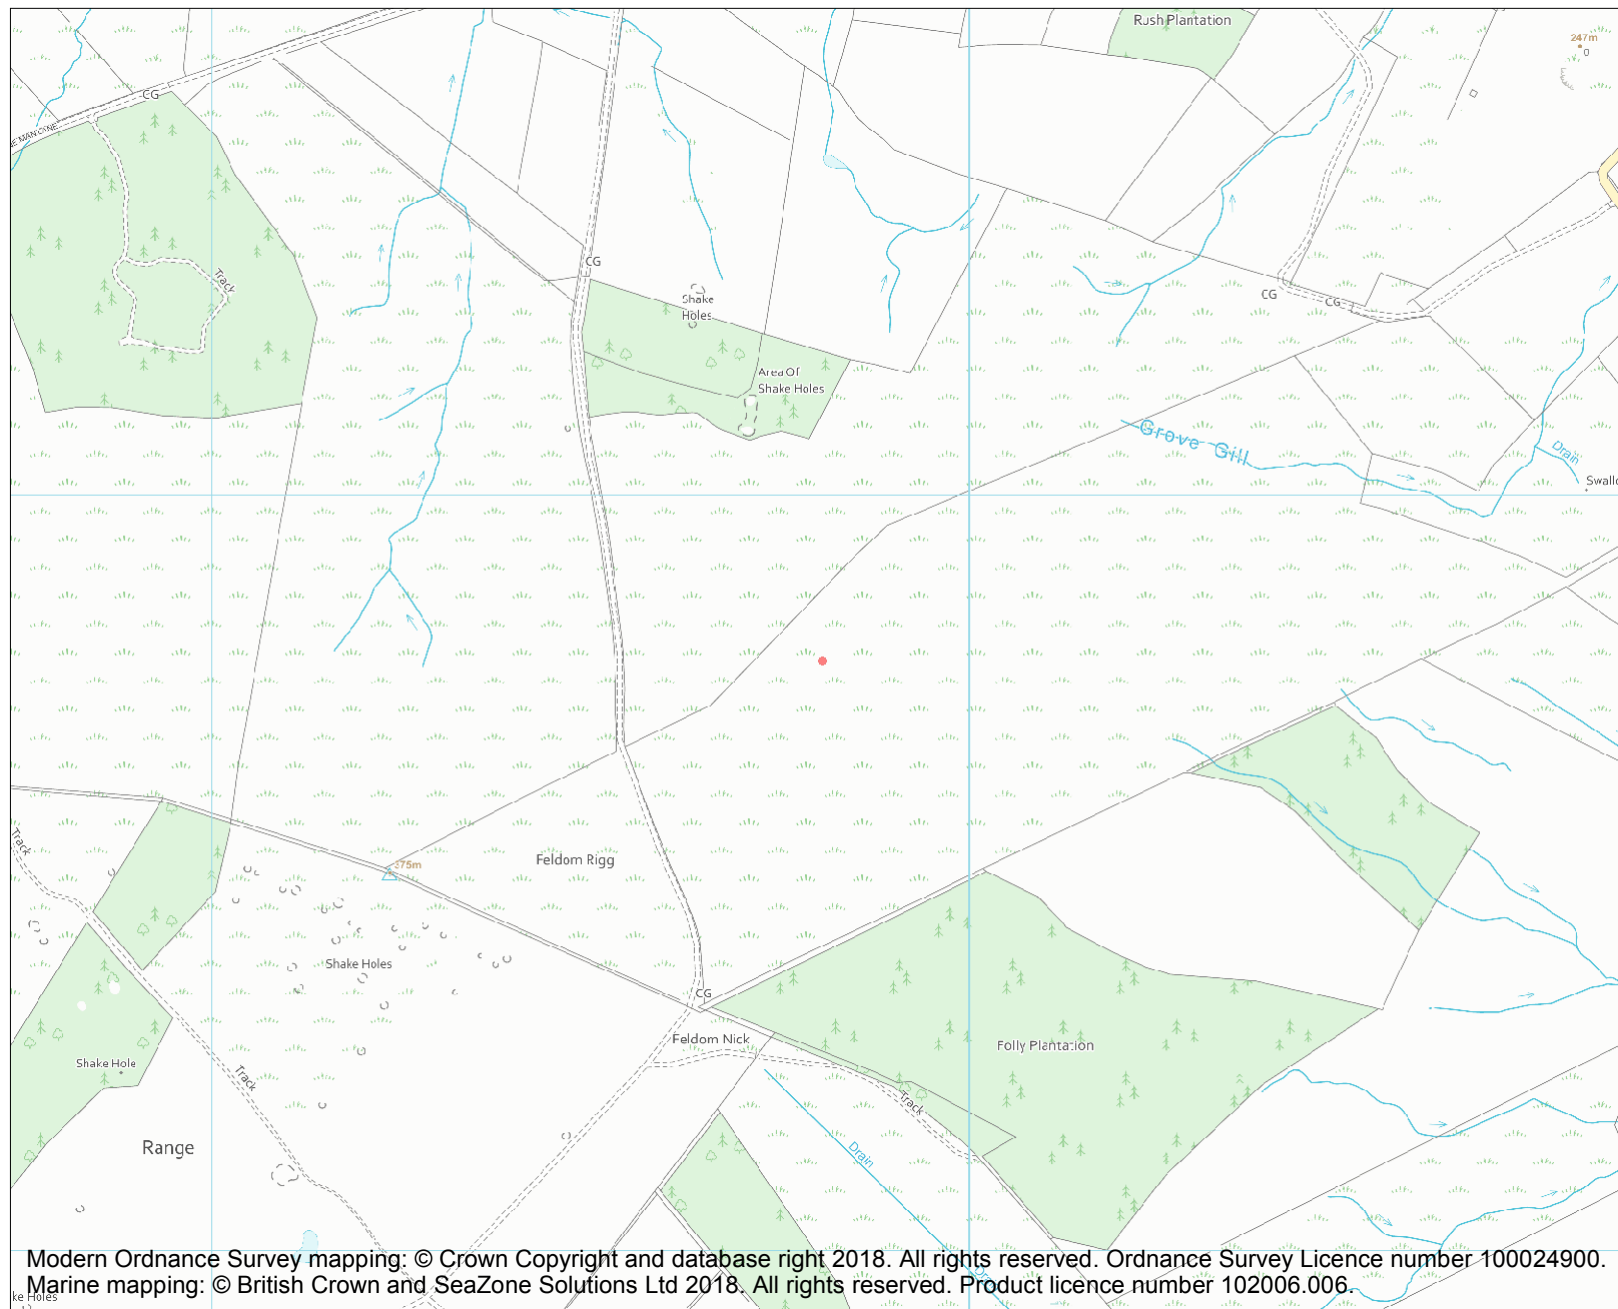 Rush Plantation
247m
CG
CG
Track
Shake
Holes
CG
CG
Area Of
Shake Holes
Grove Gill
Drain
Track
Feldom Rigg
Shake Holes
CG
Feldom Nick
Folly Plantation
Shake Hole
Track
Track
Range
Drain
Modern Ordnance Survey mapping: © Crown Copyright and database right 2018. All rights reserved. Ordnance Survey Licence number 100024900.
Marine mapping: © British Crown and SeaZone Solutions Ltd 2018. All rights reserved. Product licence number 102006.006.
Holes